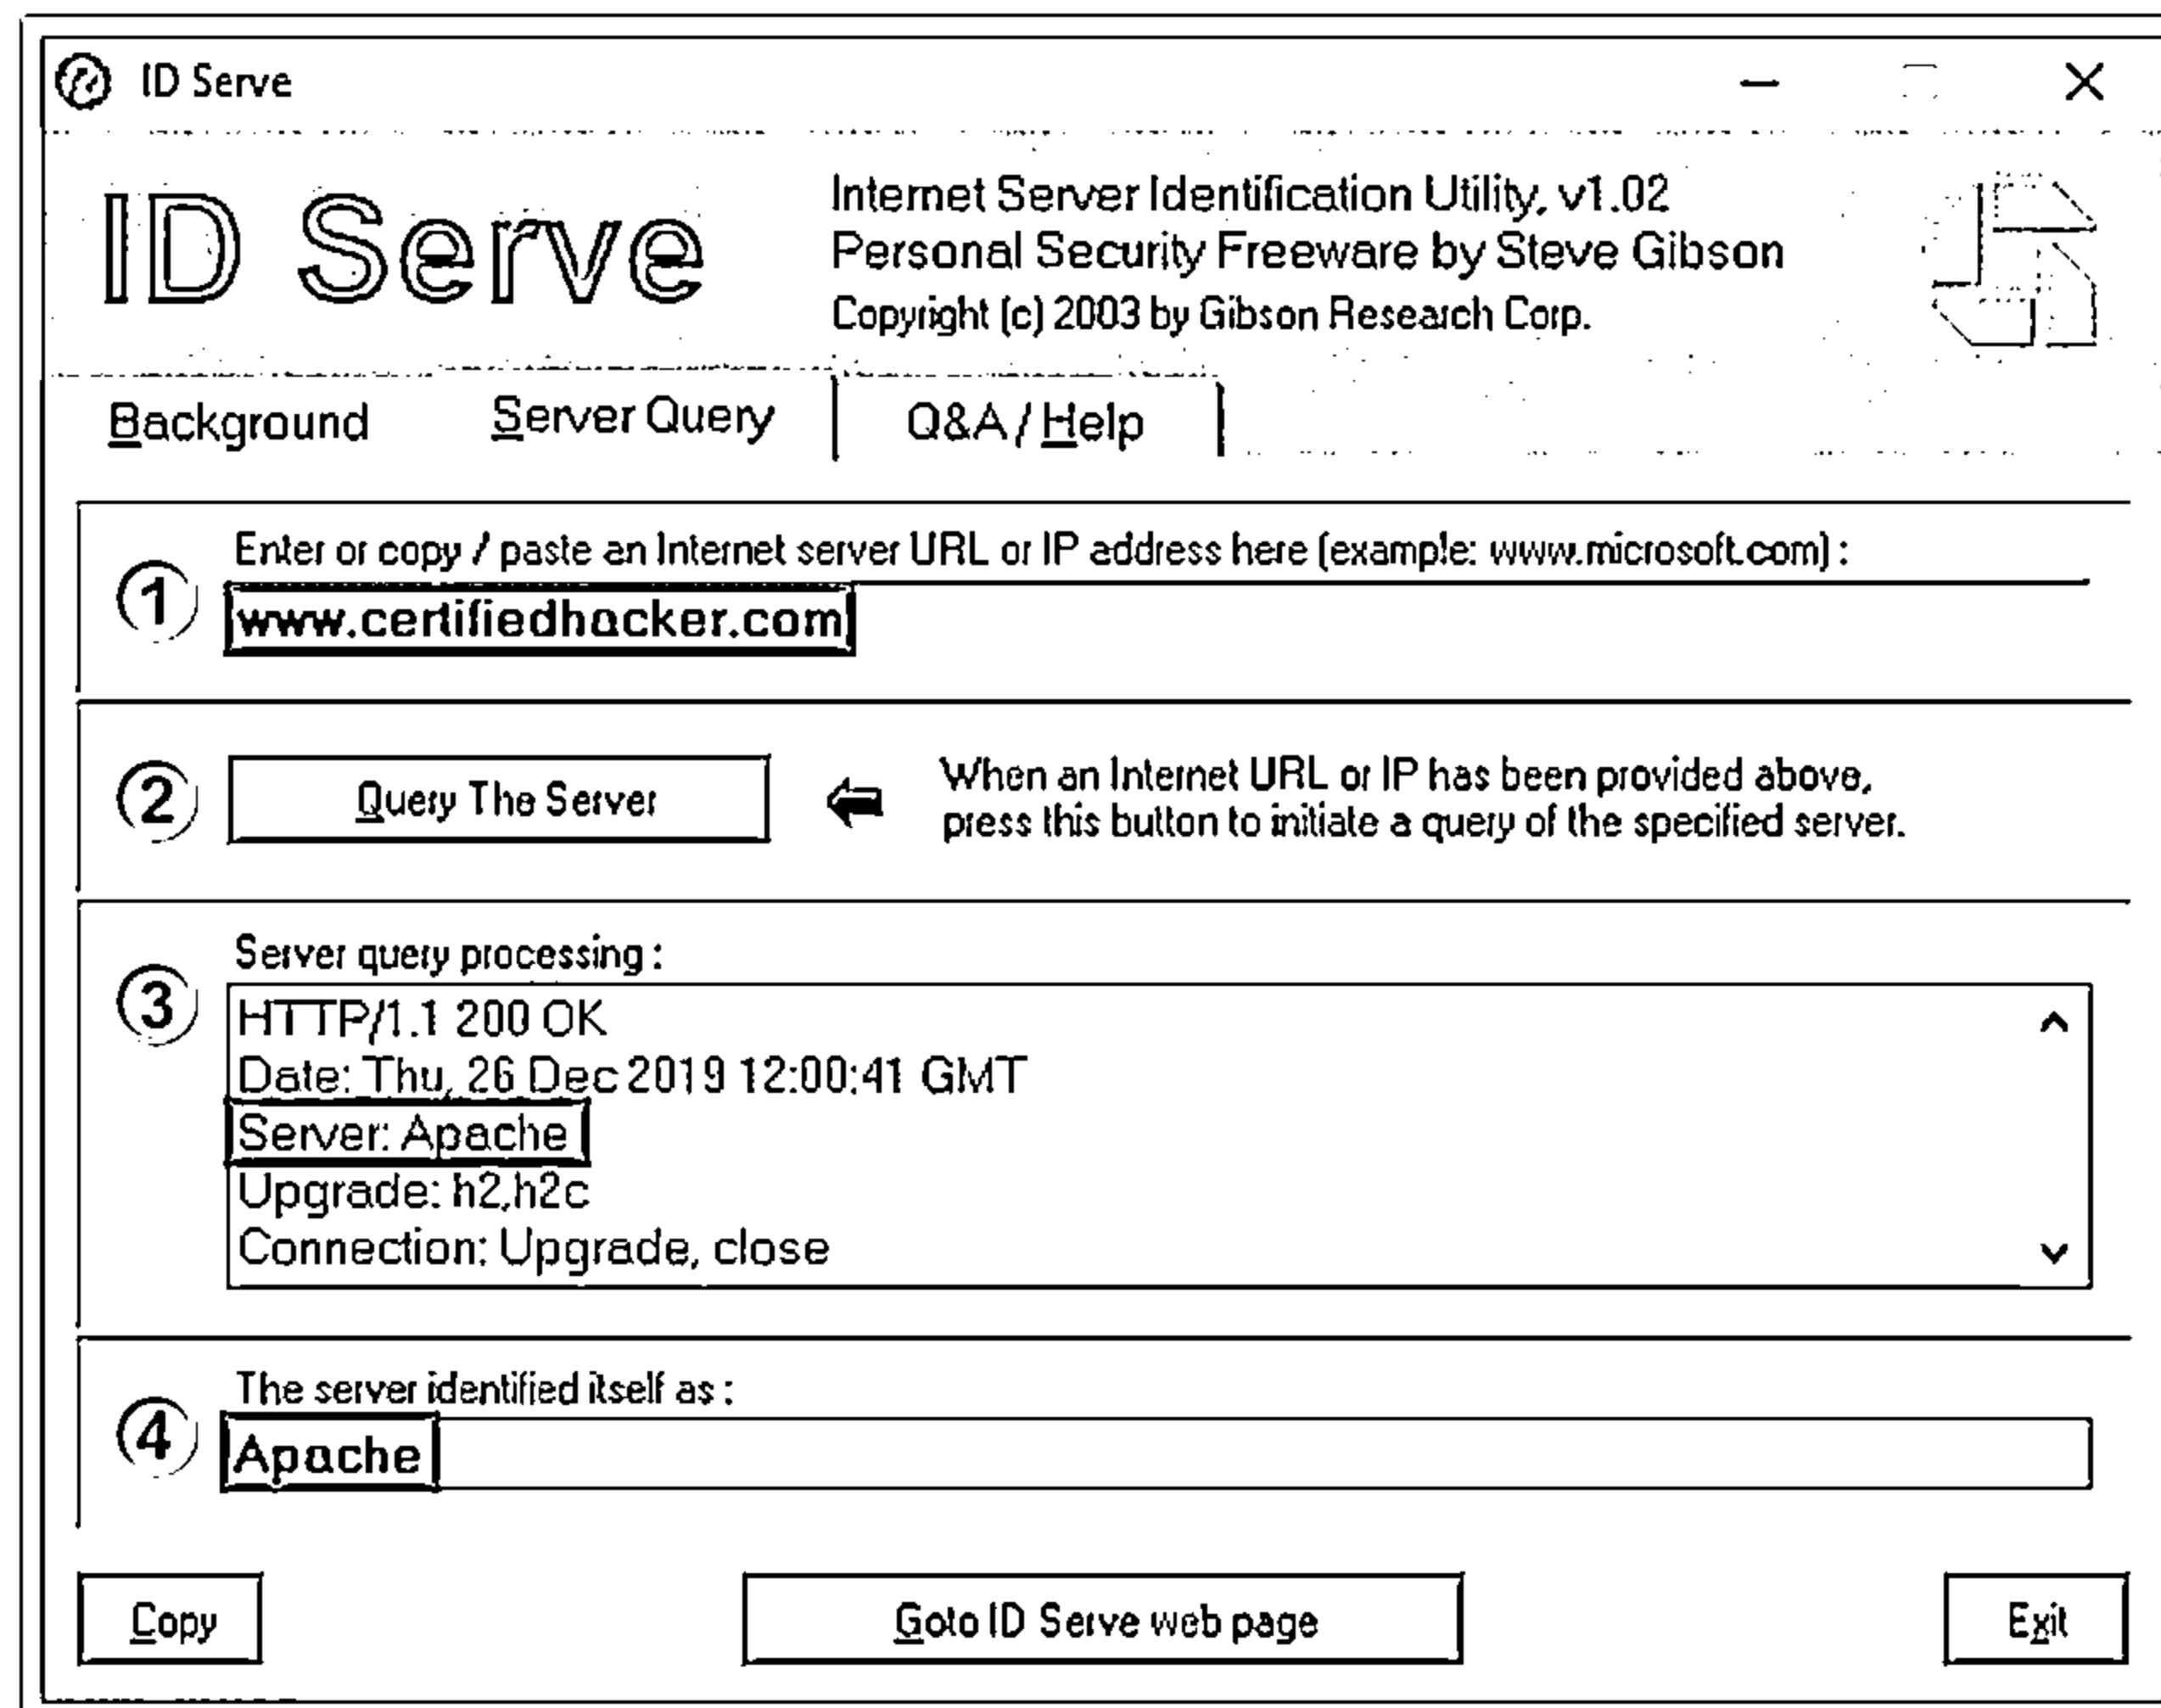 ID Serve
ID Serve
Internet Server Identification Utility, v1.02
Personal Security Freeware by Steve Gibson
Copyright (c) 2003 by Gibson Research Corp.
Background Server Query Q&A / Help
1 Enter or copy / paste an Internet server URL or IP address here (example: www.microsoft.com) :
www.certifiedhacker.com
2 Query The Server
When an Internet URL or IP has been provided above,
press this button to initiate a query of the specified server.
3 Server query processing :
HTTP/1.1 200 OK
Date: Thu, 26 Dec 2019 12:00:41 GMT
Server: Apache
Upgrade: h2,h2c
Connection: Upgrade, close
4 The server identified itself as :
Apache
Copy Goto ID Serve web page Exit